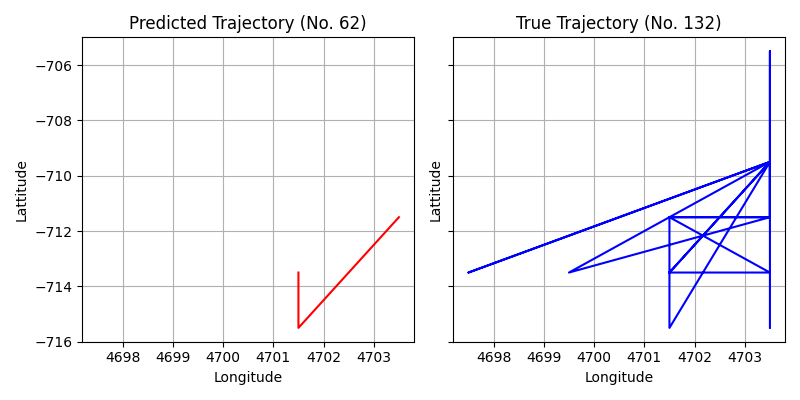 Predicted Trajectory (No. 62)
True Trajectory (No. 132)
−706
−708
−710
−712
−714
−716
Lattitude
Lattitude
4698 4699 4700 4701 4702 4703
4698 4699 4700 4701 4702 4703
Longitude
Longitude